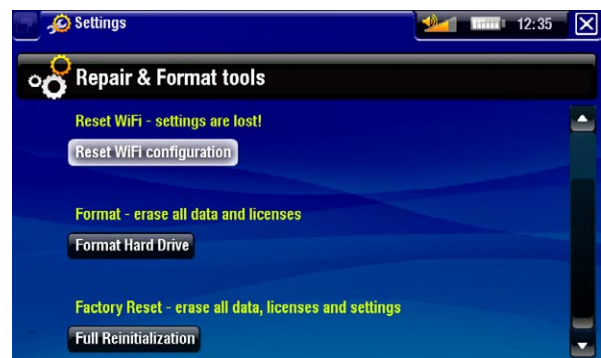 Settings
12:35
Repair & Format tools
Reset WiFi - settings are lost!
Reset WiFi configuration
Format - erase all data and licenses
Format Hard Drive
Factory Reset - erase all data, licenses and settings
Full Reinitialization